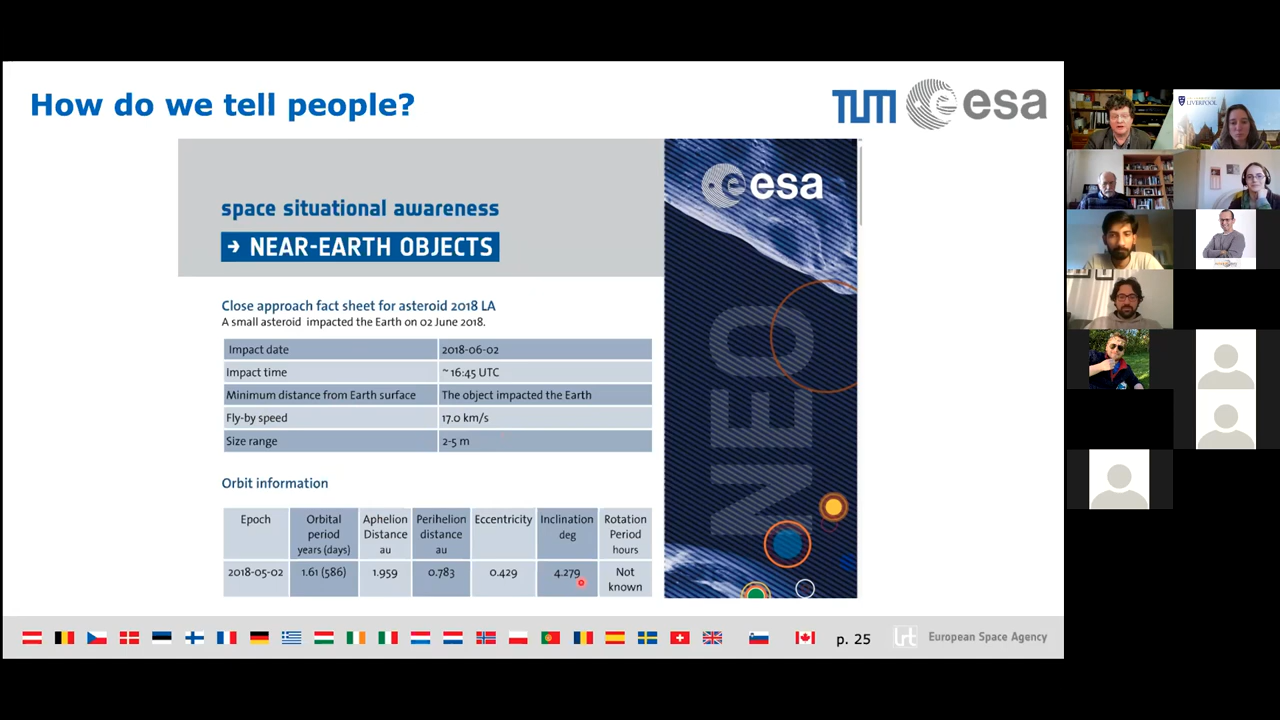 How do we tell people?
TUM esa
space situational awareness
→ NEAR-EARTH OBJECTS
esa
NEO
Close approach fact sheet for asteroid 2018 LA
A small asteroid impacted the Earth on 02 June 2018.
Impact date 2018-06-02
Impact time ~ 16:45 UTC
Minimum distance from Earth surface The object impacted the Earth
Fly-by speed 17.0 km/s
Size range 2-5 m
Orbit information
Epoch
Orbital period years (days)
Aphelion Distance au
Perihelion distance au
Eccentricity
Inclination deg
Rotation Period hours
2018-05-02 1.61 (586) 1.959 0.783 0.429 4.279 Not known
p. 25
lrt
European Space Agency
LIVERPOOL